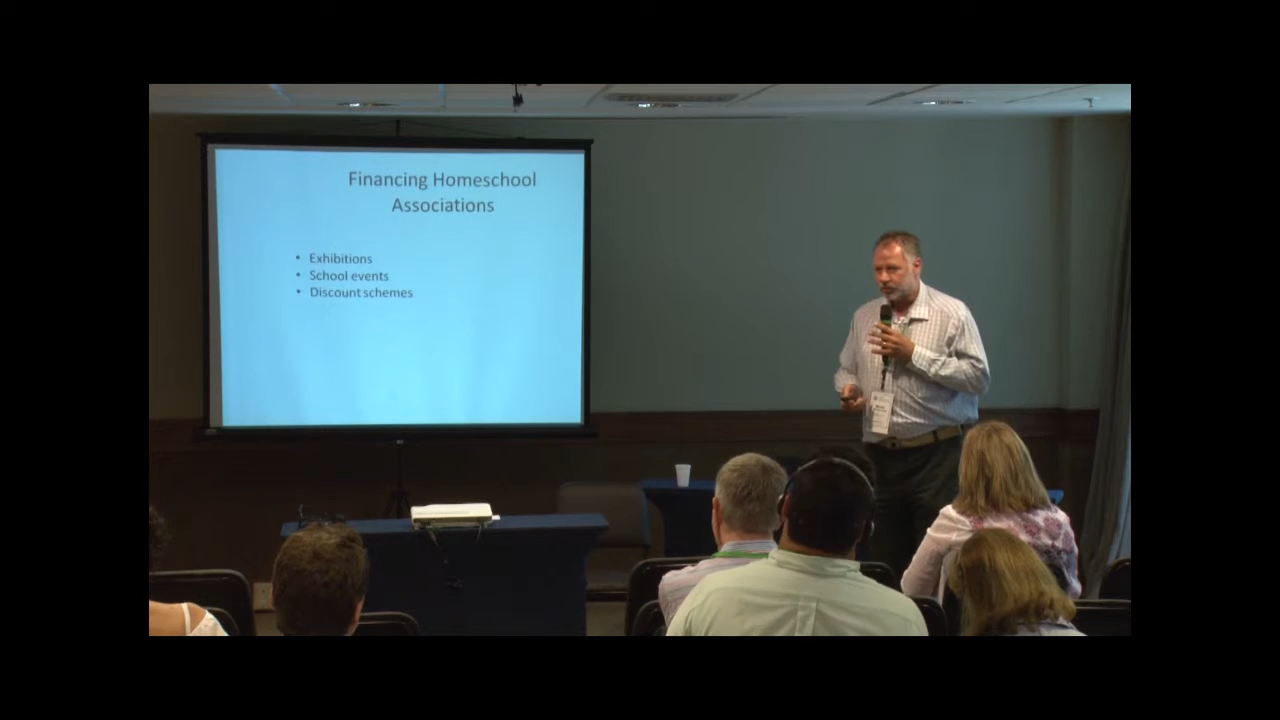 Financing Homeschool
Associations
• Exhibitions
• School events
• Discount schemes